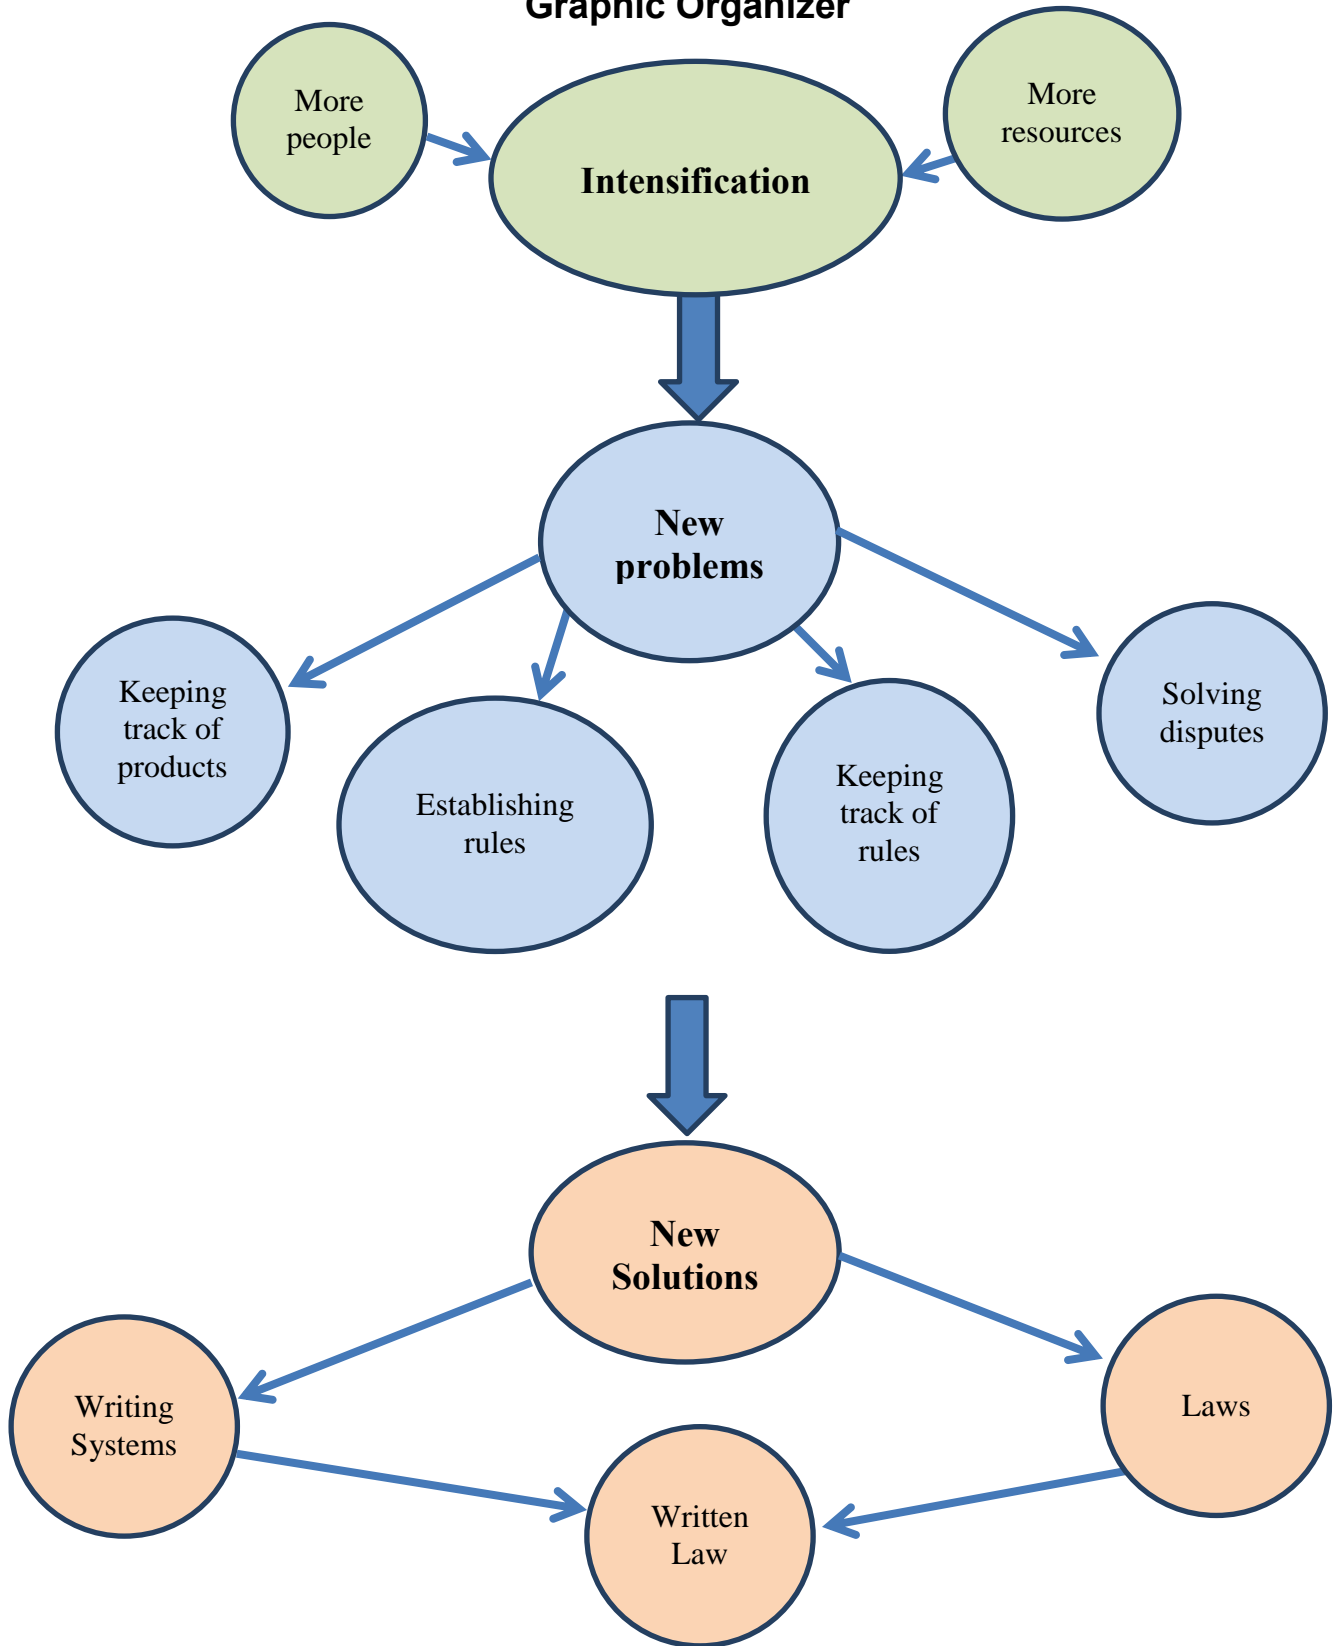 Graphic Organizer
More
people
More
resources
Intensification
New
problems
Keeping
track of
products
Establishing
rules
Keeping
track of
rules
Solving
disputes
New
Solutions
Writing
Systems
Laws
Written
Law